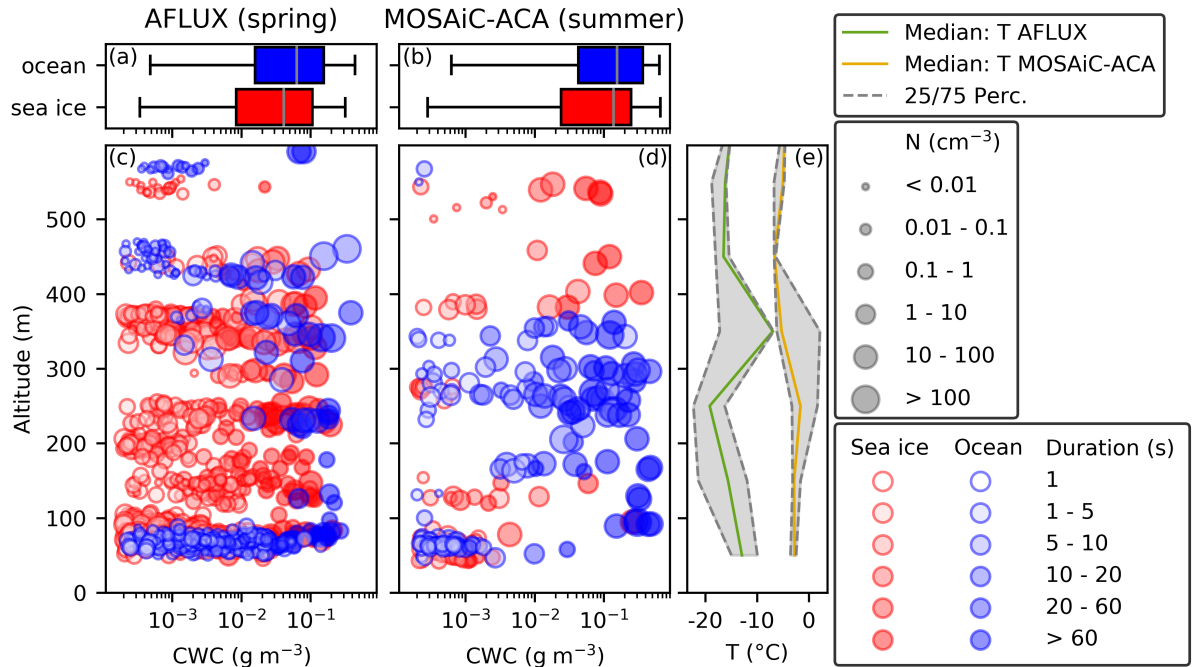 AFLUX (spring)
MOSAiC-ACA (summer)
(a)
(b)
ocean
sea ice
Median: T AFLUX
Median: T MOSAiC-ACA
25/75 Perc.
(c)
(d)
(e)
Altitude (m)
500
400
300
200
100
0
10⁻³ 10⁻² 10⁻¹
CWC (g m⁻³)
10⁻³ 10⁻² 10⁻¹
CWC (g m⁻³)
-20 -10 0
T (°C)
N (cm⁻³)
< 0.01
0.01 - 0.1
0.1 - 1
1 - 10
10 - 100
> 100
Sea ice Ocean Duration (s)
1
1 - 5
5 - 10
10 - 20
20 - 60
> 60